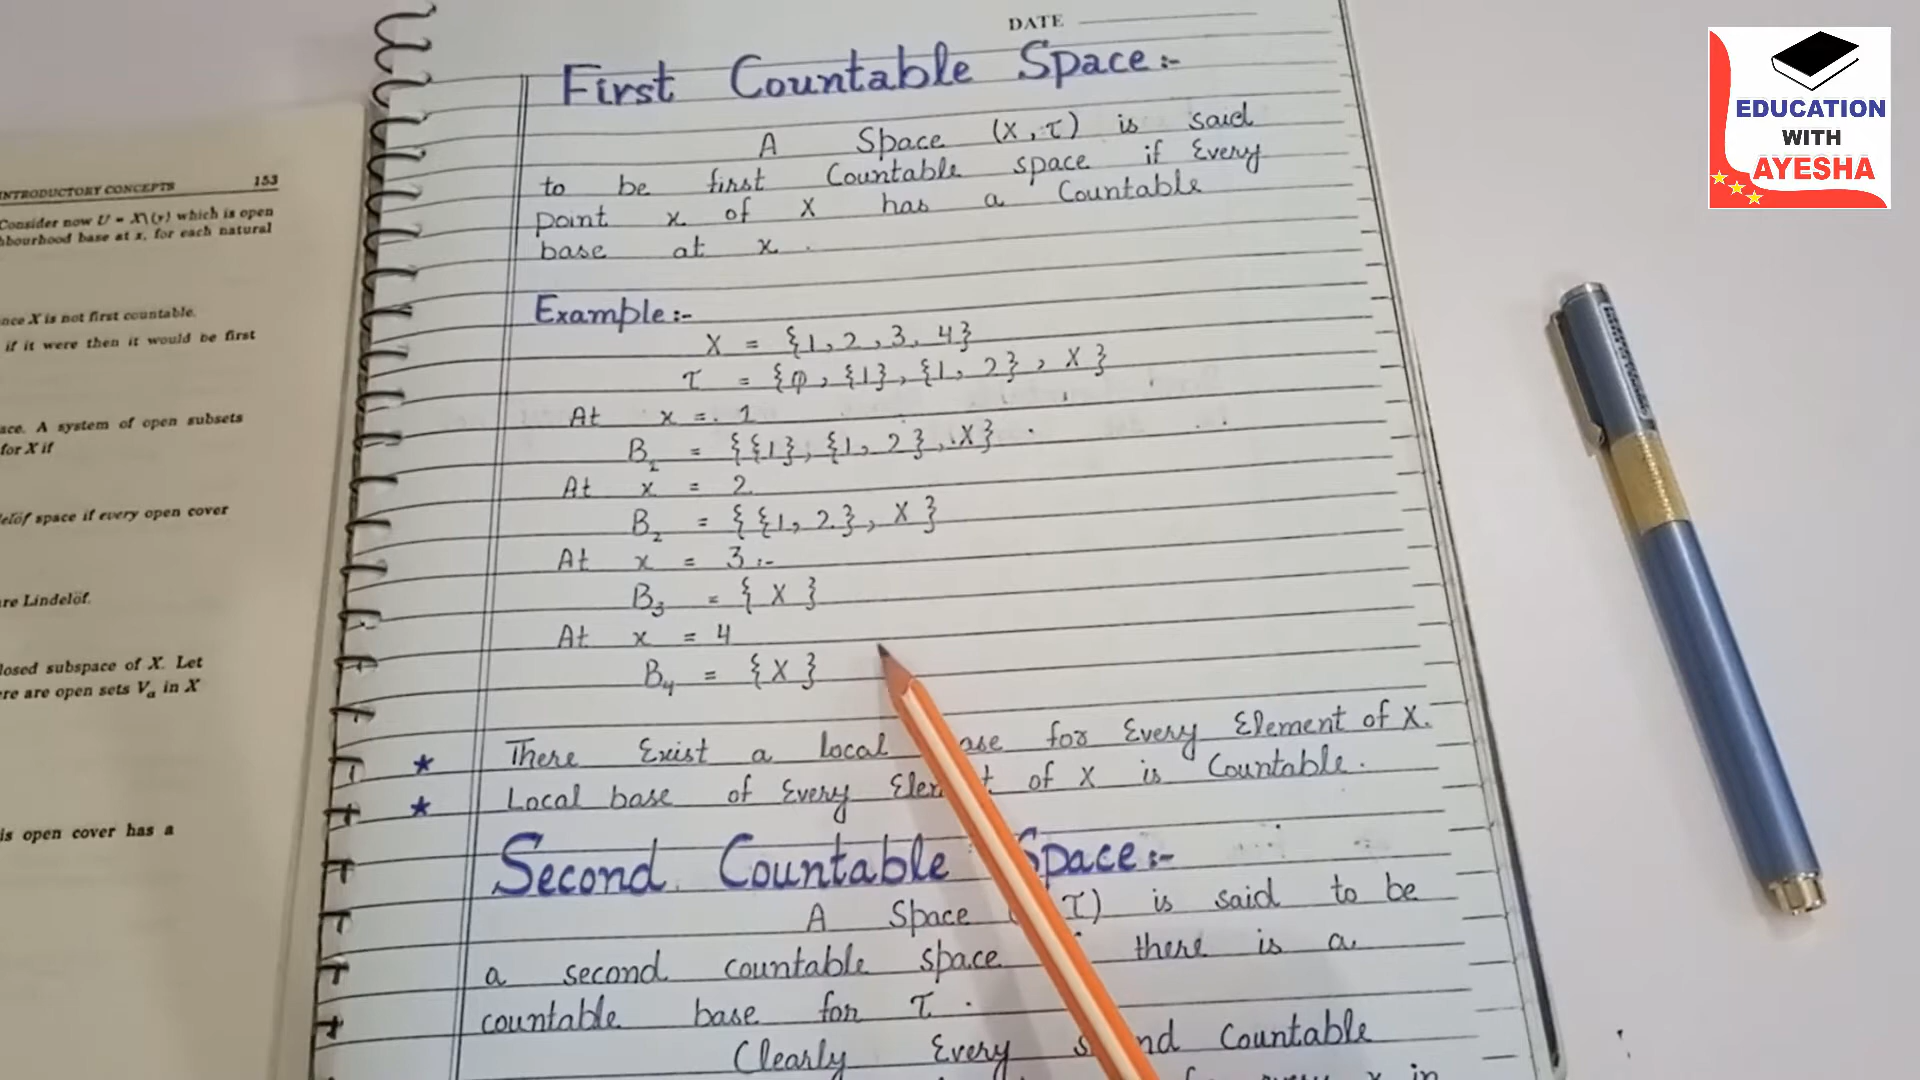 INTRODUCTORY CONCEPTS 153
Consider now U = X\(y) which is open
bourhood base at x, for each natural
nce X is not first countable.
if it were then it would be first
ace. A system of open subsets
for X if
elöf space if every open cover
re Lindelöf.
losed subspace of X. Let
re are open sets Vα in X
is open cover has a
DATE
First Countable Space:-
A Space (X, τ) is said
to be first Countable space if Every
point x of X has a Countable
base at x .
Example:-
X = {1, 2, 3, 4}
τ = {φ, {1}, {1, 2}, X}
At x = 1
B₁ = {{1}, {1, 2}, X}
At x = 2
B₂ = {{1, 2}, X}
At x = 3:-
B₃ = {X}
At x = 4
B₄ = {X}
★ There Exist a local ase for Every Element of X.
★ Local base of Every Ele t of X is Countable.
Second Countable Space:-
A Space ( τ) is said to be
a second countable space there is a
countable base for τ .
Clearly Every s nd Countable
x in
EDUCATION
WITH
AYESHA